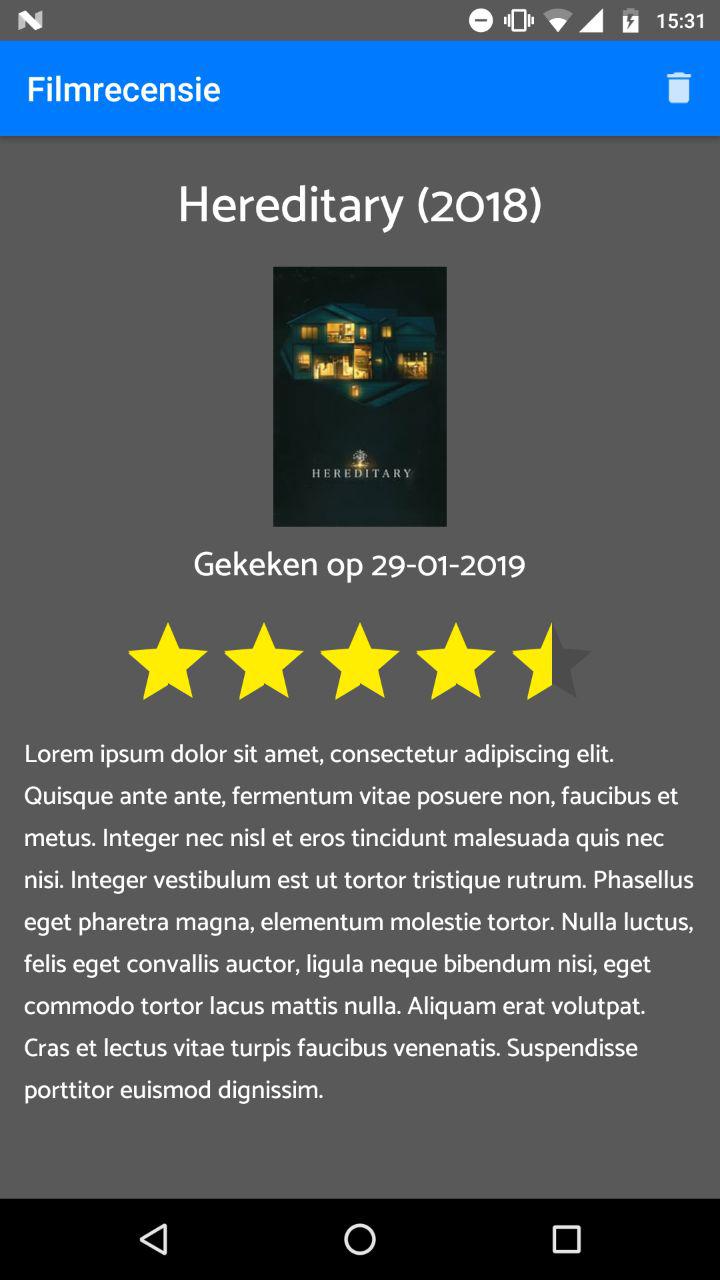 15:31
Filmrecensie
Hereditary (2018)
HEREDITARY
Gekeken op 29-01-2019
Lorem ipsum dolor sit amet, consectetur adipiscing elit.
Quisque ante ante, fermentum vitae posuere non, faucibus et
metus. Integer nec nisl et eros tincidunt malesuada quis nec
nisi. Integer vestibulum est ut tortor tristique rutrum. Phasellus
eget pharetra magna, elementum molestie tortor. Nulla luctus,
felis eget convallis auctor, ligula neque bibendum nisi, eget
commodo tortor lacus mattis nulla. Aliquam erat volutpat.
Cras et lectus vitae turpis faucibus venenatis. Suspendisse
porttitor euismod dignissim.